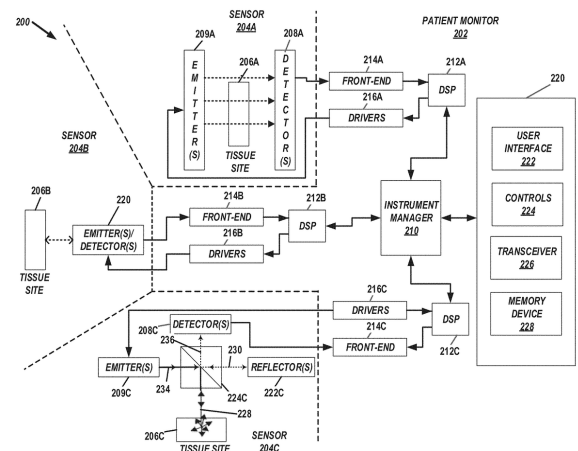 200
SENSOR
204A
PATIENT MONITOR
202
209A
208A
206A
EMITTER(S)
DETECTOR(S)
TISSUE
SITE
214A
FRONT-END
216A
DRIVERS
212A
DSP
220
USER
INTERFACE
222
CONTROLS
224
TRANSCEIVER
226
MEMORY
DEVICE
228
SENSOR
204B
206B
TISSUE
SITE
220
EMITTER(S)/
DETECTOR(S)
214B
FRONT-END
216B
DRIVERS
212B
DSP
INSTRUMENT
MANAGER
210
216C
DRIVERS
214C
FRONT-END
DSP
212C
DETECTOR(S)
208C
236
230
EMITTER(S)
209C
234
REFLECTOR(S)
222C
224C
228
206C
TISSUE SITE
SENSOR
204C